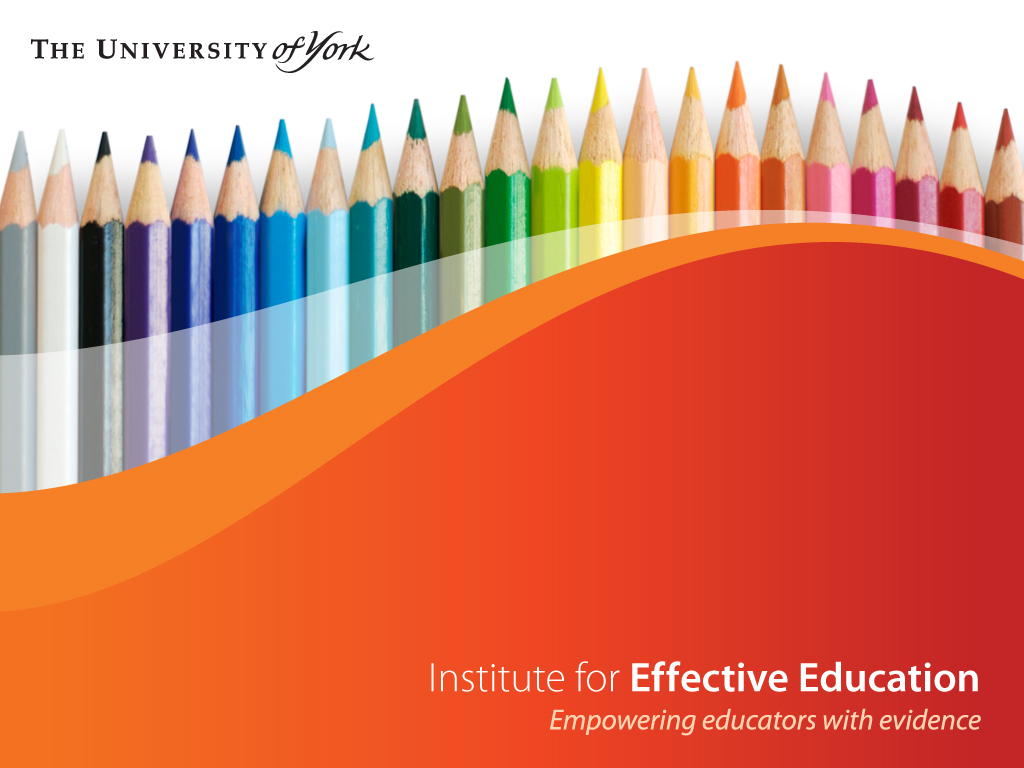 THE UNIVERSITY of York
Institute for Effective Education
Empowering educators with evidence